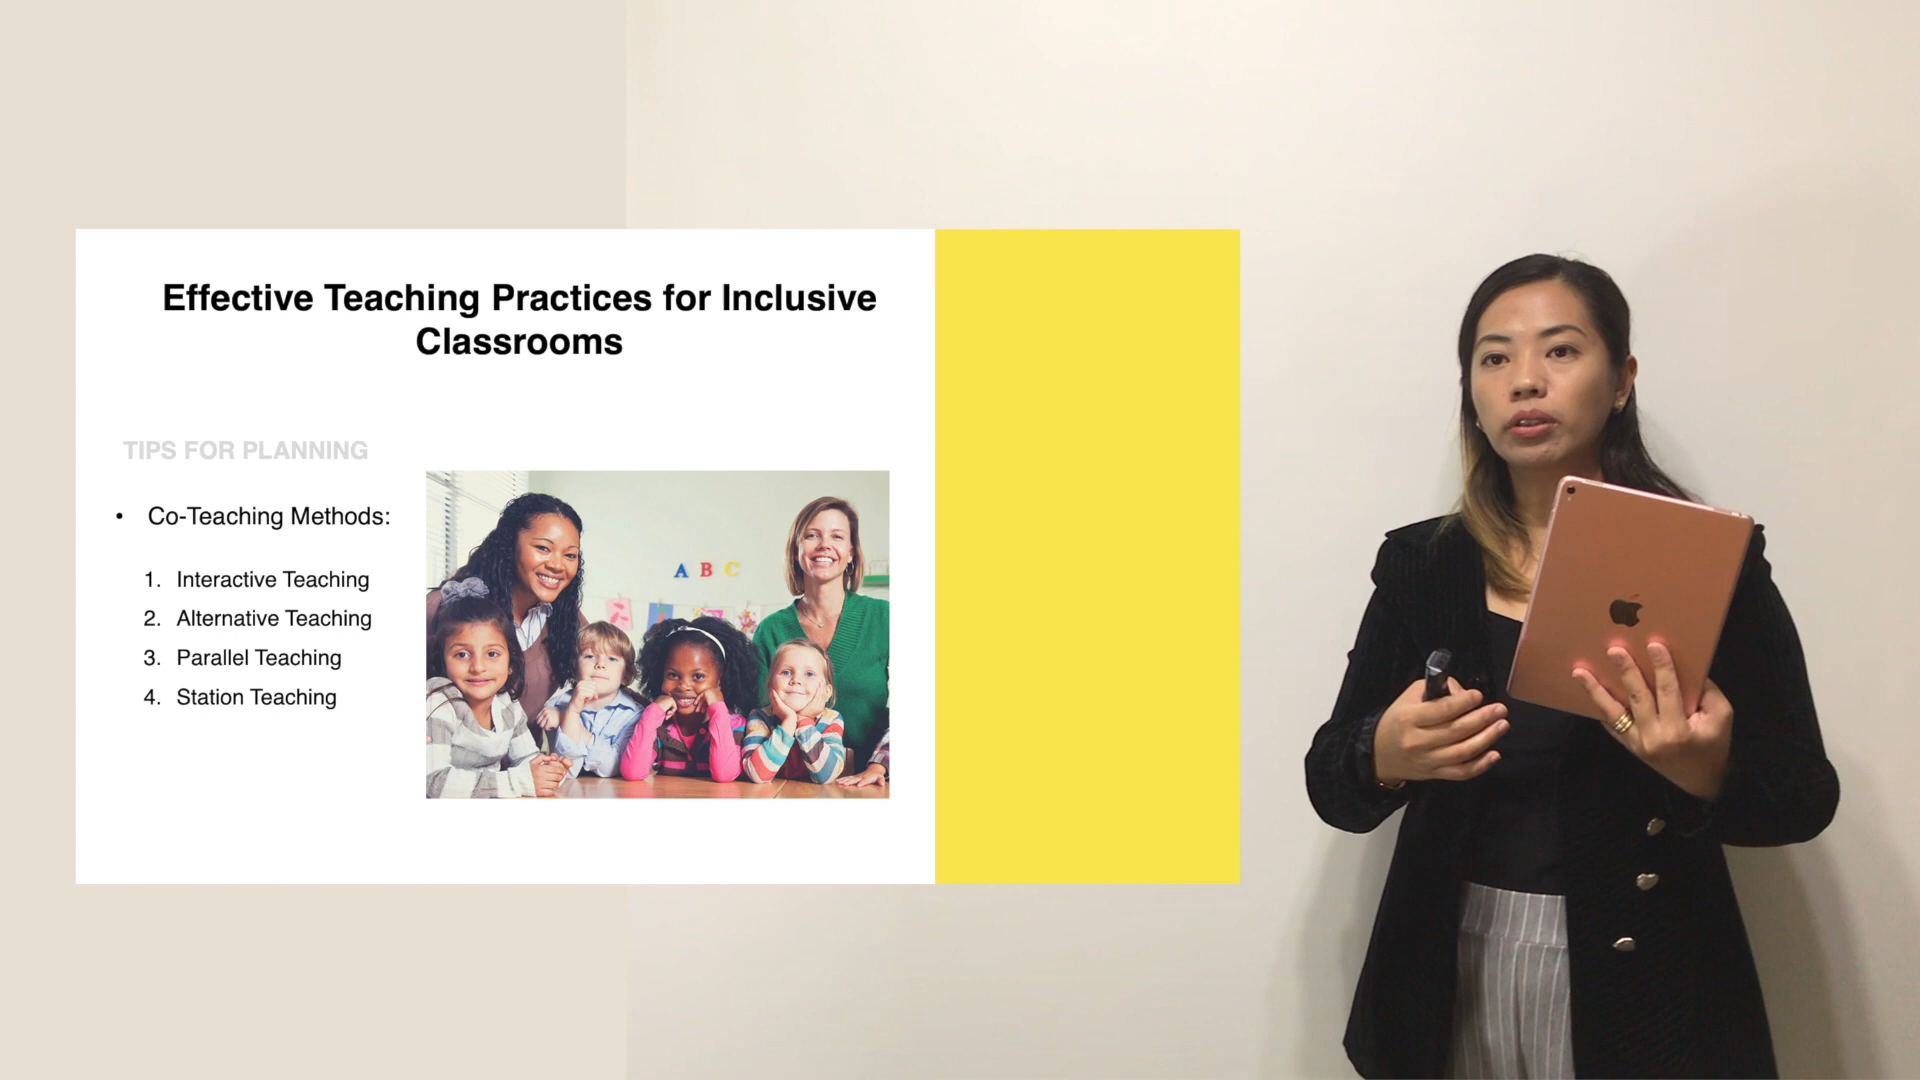 Effective Teaching Practices for Inclusive
Classrooms
TIPS FOR PLANNING
• Co-Teaching Methods:
1. Interactive Teaching
2. Alternative Teaching
3. Parallel Teaching
4. Station Teaching
A B C